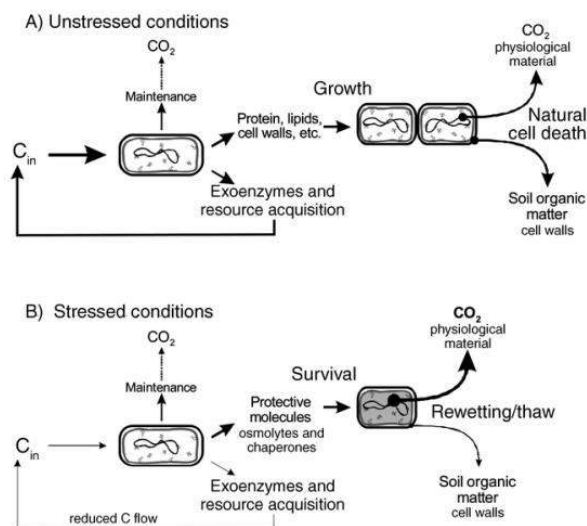 A) Unstressed conditions
CO2
Maintenance
Cin
Protein, lipids,
cell walls, etc.
Exoenzymes and
resource acquisition
Growth
CO2
physiological
material
Natural
cell death
Soil organic
matter
cell walls
B) Stressed conditions
CO2
Maintenance
Cin
Protective
molecules
osmolytes and
chaperones
Exoenzymes and
resource acquisition
reduced C flow
Survival
CO2
physiological
material
Rewetting/thaw
Soil organic
matter
cell walls